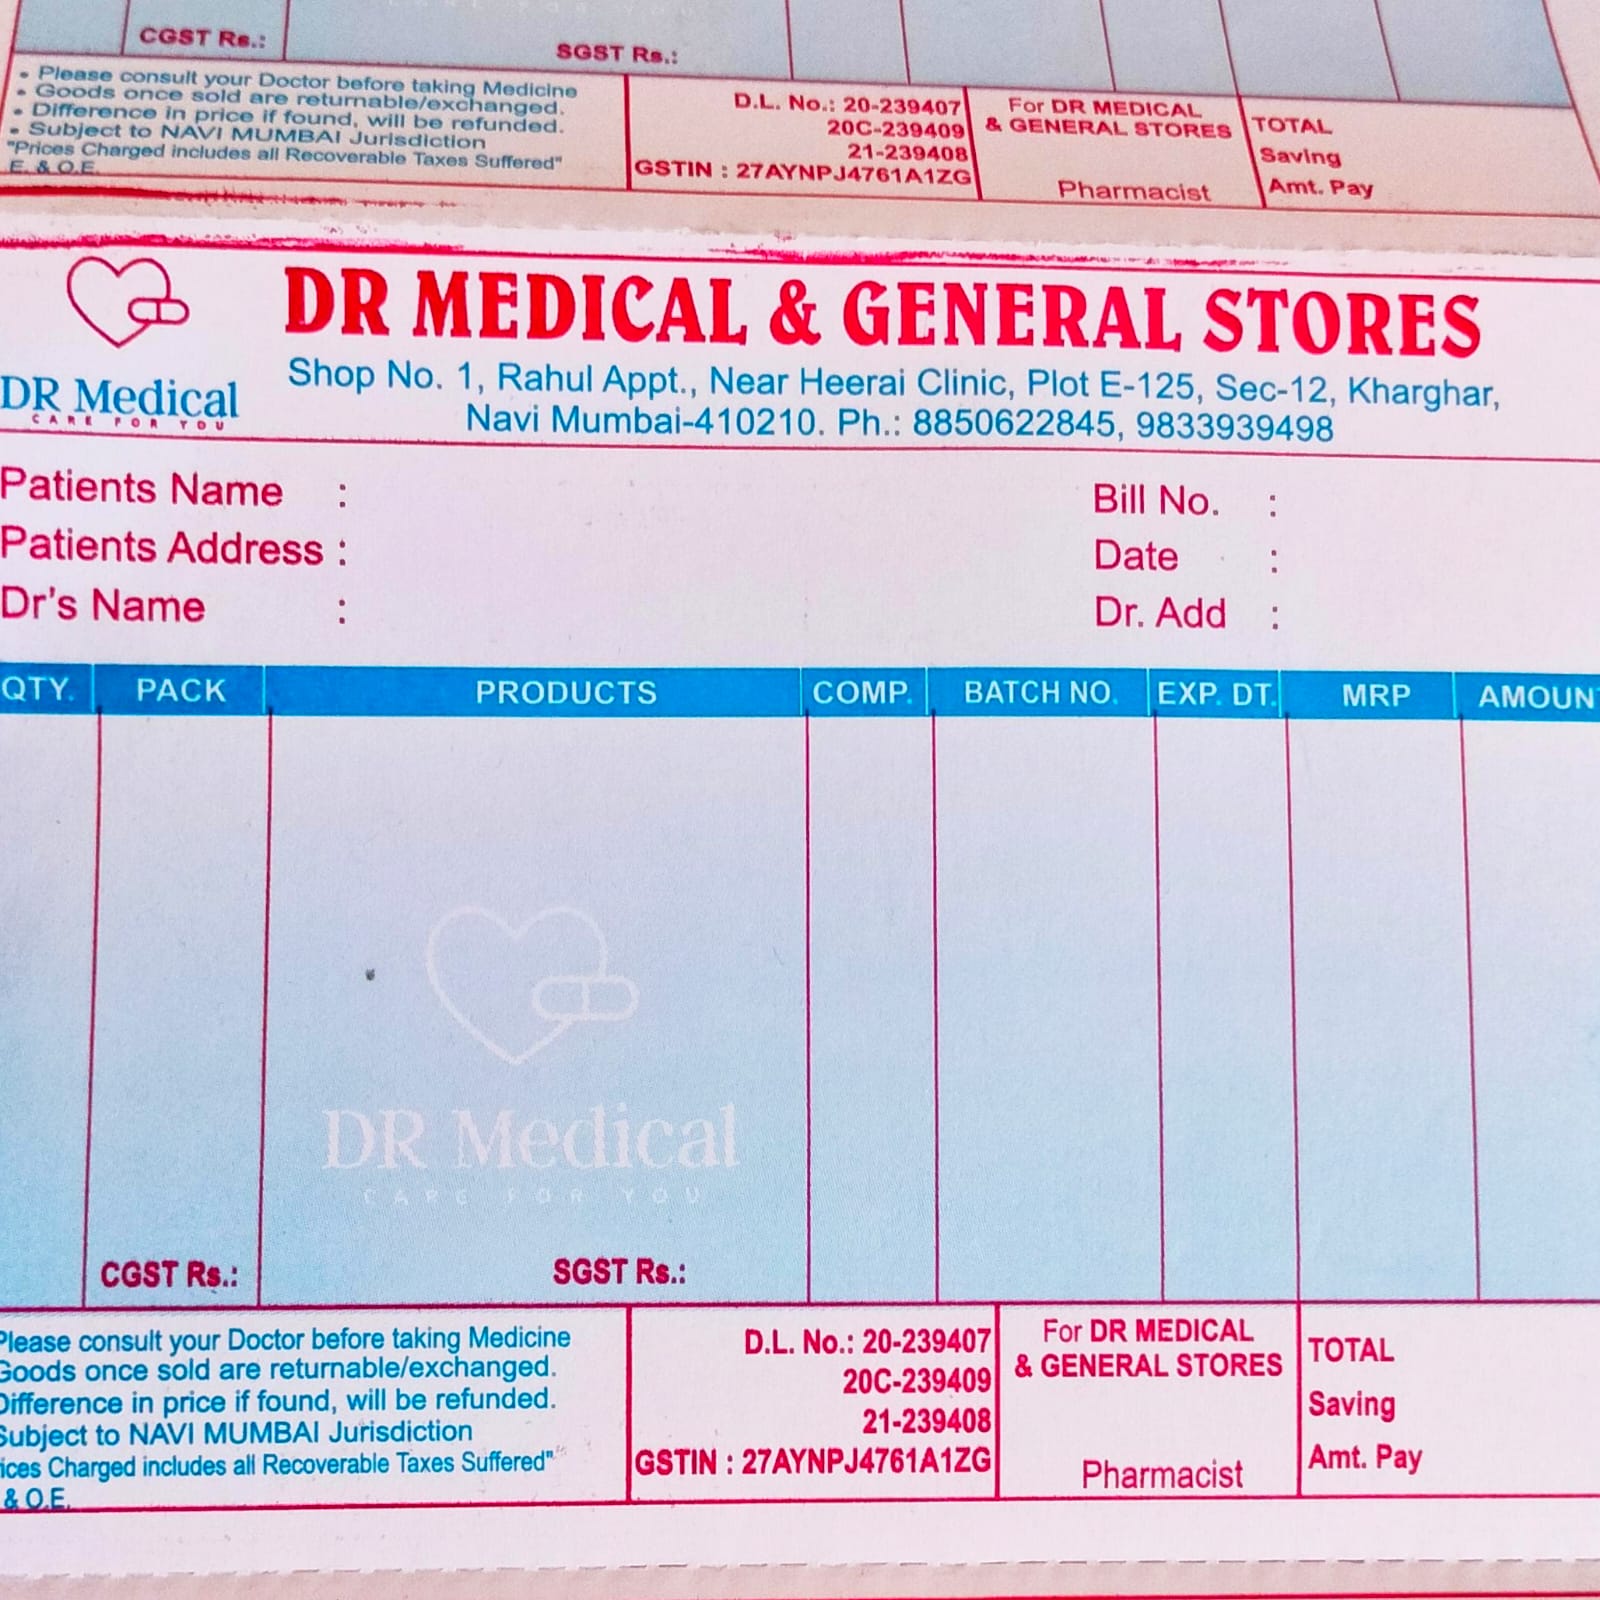 CGST Rs.:
SGST Rs.:
• Please consult your Doctor before taking Medicine
• Goods once sold are returnable/exchanged.
• Difference in price if found, will be refunded.
• Subject to NAVI MUMBAI Jurisdiction
"Prices Charged includes all Recoverable Taxes Suffered"
E. & O.E.
D.L. No.: 20-239407
20C-239409
21-239408
GSTIN : 27AYNPJ4761A1ZG
For DR MEDICAL
& GENERAL STORES
Pharmacist
TOTAL
Saving
Amt. Pay
DR Medical
CARE FOR YOU
DR MEDICAL & GENERAL STORES
Shop No. 1, Rahul Appt., Near Heerai Clinic, Plot E-125, Sec-12, Kharghar,
Navi Mumbai-410210. Ph.: 8850622845, 9833939498
Patients Name :
Patients Address :
Dr's Name :
Bill No. :
Date :
Dr. Add :
QTY. PACK PRODUCTS COMP. BATCH NO. EXP. DT. MRP AMOUN
DR Medical
CARE FOR YOU
CGST Rs.:
SGST Rs.:
Please consult your Doctor before taking Medicine
Goods once sold are returnable/exchanged.
Difference in price if found, will be refunded.
Subject to NAVI MUMBAI Jurisdiction
ices Charged includes all Recoverable Taxes Suffered"
& O.E.
D.L. No.: 20-239407
20C-239409
21-239408
GSTIN : 27AYNPJ4761A1ZG
For DR MEDICAL
& GENERAL STORES
Pharmacist
TOTAL
Saving
Amt. Pay